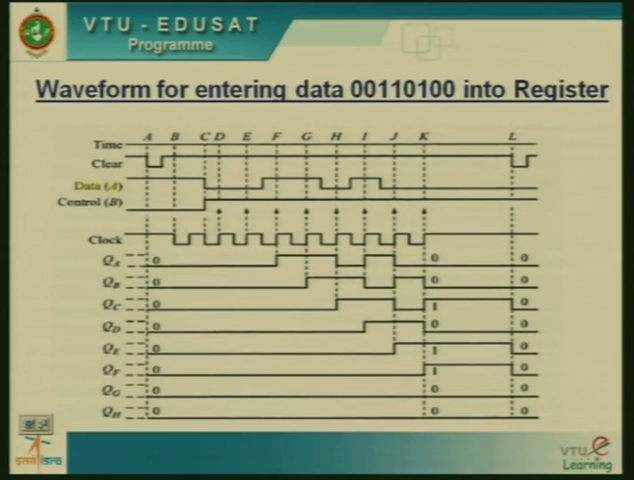 VTU - EDUSAT
Programme
Waveform for entering data 00110100 into Register
Time A B C D E F G H I J K L
Clear
Data (A)
Control (B)
Clock
QA 0 0 0
QB 0 0 0
QC 0 1 0
QD 0 0 0
QE 0 1 0
QF 0 1 0
QG 0 0 0
QH 0 0 0
VTU e
Learning